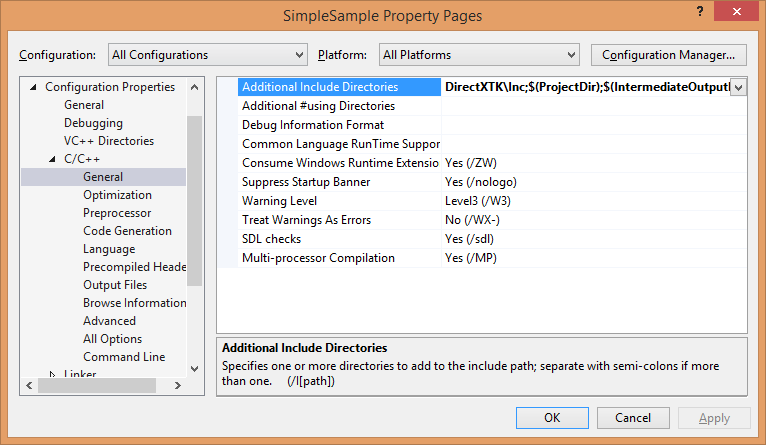 SimpleSample Property Pages
? x
Configuration: All Configurations Platform: All Platforms Configuration Manager...
Configuration Properties
General
Debugging
VC++ Directories
C/C++
General
Optimization
Preprocessor
Code Generation
Language
Precompiled Heade
Output Files
Browse Information
Advanced
All Options
Command Line
Linker
Additional Include Directories DirectXTK\Inc;$(ProjectDir);$(IntermediateOutputI
Additional #using Directories
Debug Information Format
Common Language RunTime Suppor
Consume Windows Runtime Extensio Yes (/ZW)
Suppress Startup Banner Yes (/nologo)
Warning Level Level3 (/W3)
Treat Warnings As Errors No (/WX-)
SDL checks Yes (/sdl)
Multi-processor Compilation Yes (/MP)
Additional Include Directories
Specifies one or more directories to add to the include path; separate with semi-colons if more
than one. (/I[path])
OK Cancel Apply